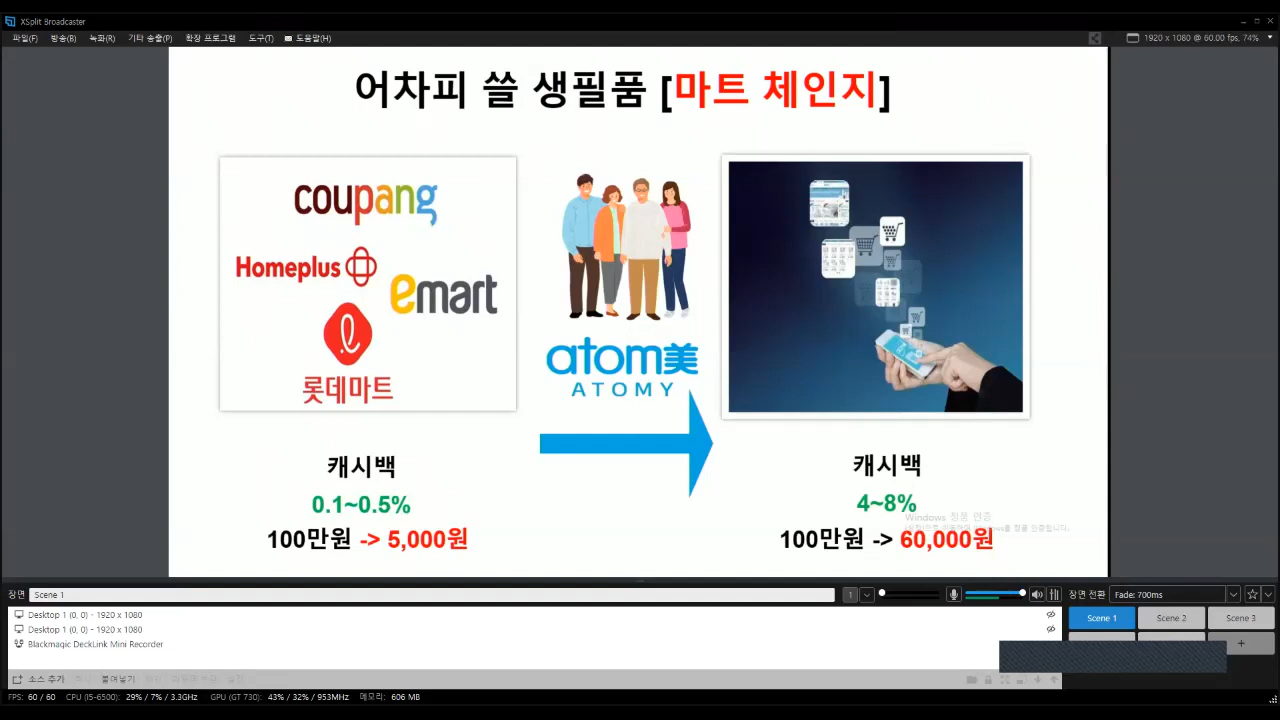 XSplit Broadcaster
파일(F) 방송(B) 녹화(R) 기타 송출(P) 확장 프로그램 도구(T) 도움말(H)
1920 x 1080 @ 60.00 fps, 74%
어차피 쓸 생필품 [마트 체인지]
coupang
Homeplus
emart
롯데마트
atom美
ATOMY
캐시백
0.1~0.5%
100만원 -> 5,000원
캐시백
4~8%
100만원 -> 60,000원
Windows 정품 인증
장면 Scene 1
1
장면 전환 Fade: 700ms
Desktop 1 (0, 0) - 1920 x 1080
Desktop 1 (0, 0) - 1920 x 1080
Blackmagic DeckLink Mini Recorder
Scene 1 Scene 2 Scene 3
소스 추가 붙여넣기
FPS: 60 / 60 CPU (I5-6500): 29% / 7% / 3.3GHz GPU (GT 730): 43% / 32% / 953MHz 메모리: 606 MB